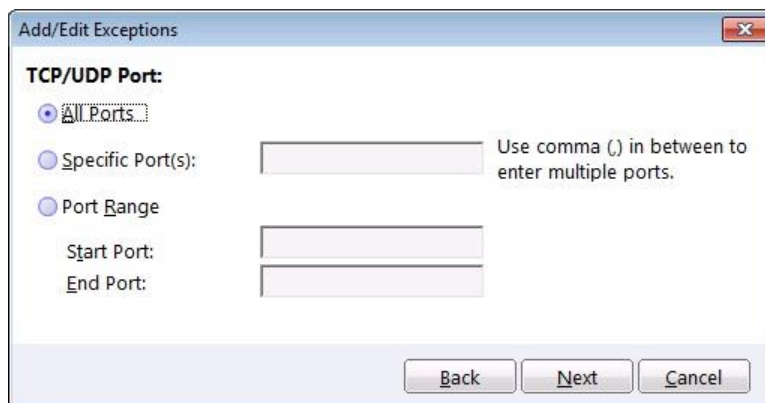 Add/Edit Exceptions
TCP/UDP Port:
All Ports
Specific Port(s):
Use comma (,) in between to
enter multiple ports.
Port Range
Start Port:
End Port:
Back Next Cancel